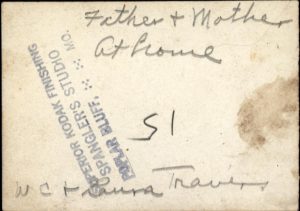 Father + Mother
At home
SUPERIOR KODAK FINISHING
SPANGLER'S STUDIO
POPLAR BLUFF, MO.
51
W C + Laura Travers